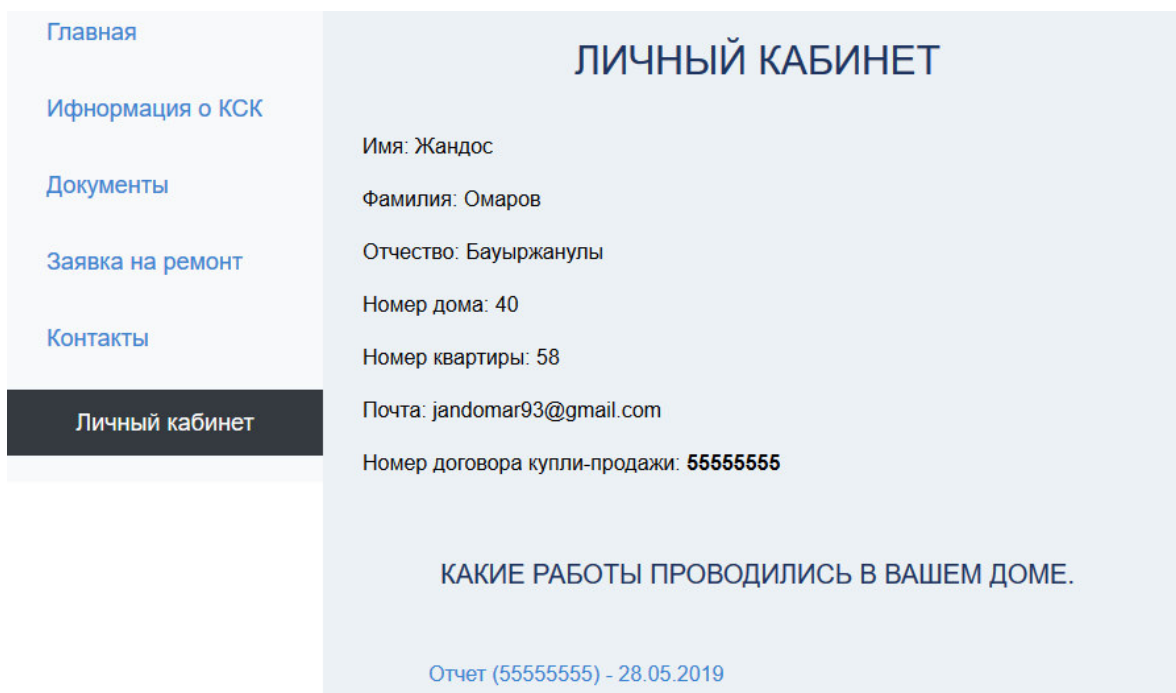 Главная
Ифнормация о КСК
Документы
Заявка на ремонт
Контакты
Личный кабинет
ЛИЧНЫЙ КАБИНЕТ
Имя: Жандос
Фамилия: Омаров
Отчество: Бауыржанулы
Номер дома: 40
Номер квартиры: 58
Почта: jandomar93@gmail.com
Номер договора купли-продажи: 55555555
КАКИЕ РАБОТЫ ПРОВОДИЛИСЬ В ВАШЕМ ДОМЕ.
Отчет (55555555) - 28.05.2019